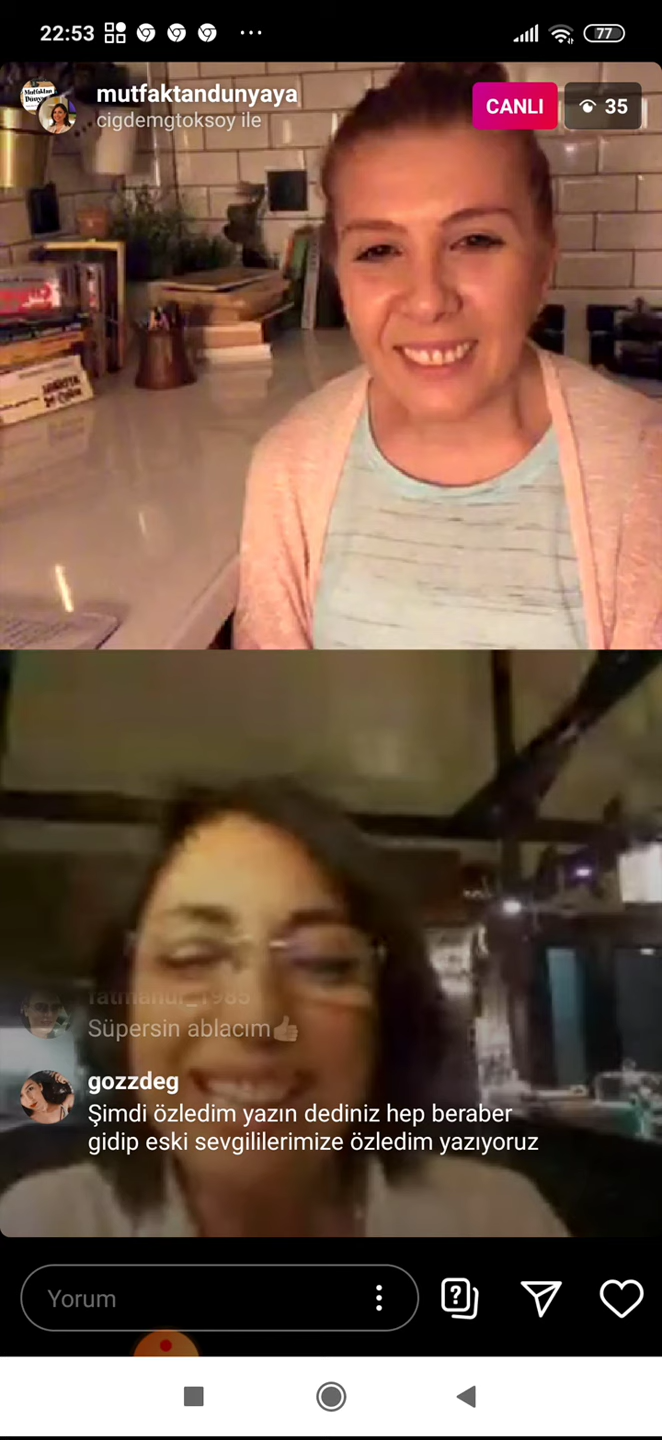 22:53
77
mutfaktandunyaya
cigdemgtoksoy ile
CANLI
35
fatmanur_1985
Süpersin ablacım👍
gozzdeg
Şimdi özledim yazın dediniz hep beraber
gidip eski sevgililerimize özledim yazıyoruz
Yorum